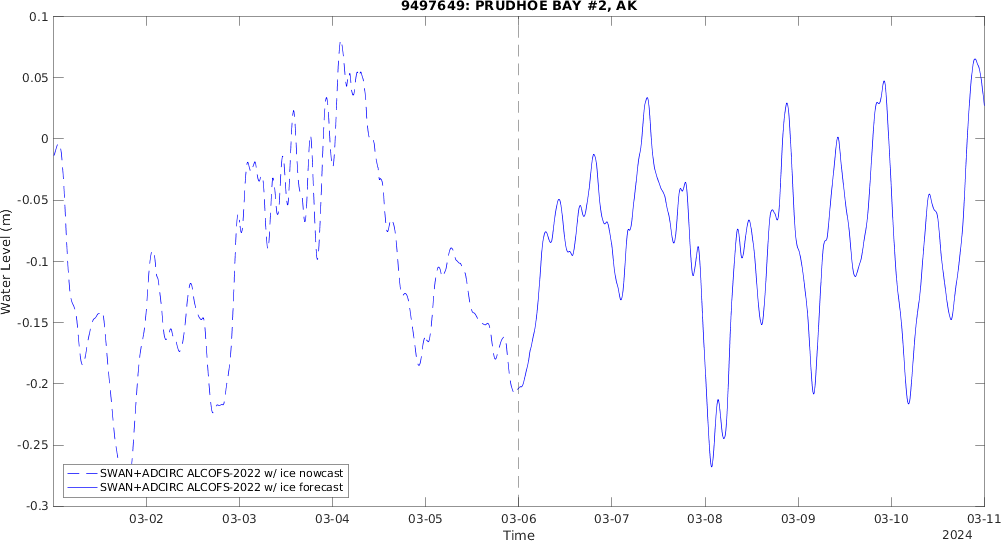 9497649: PRUDHOE BAY #2, AK
0.1
0.05
0
-0.05
-0.1
-0.15
-0.2
-0.25
-0.3
Water Level (m)
SWAN+ADCIRC ALCOFS-2022 w/ ice nowcast
SWAN+ADCIRC ALCOFS-2022 w/ ice forecast
03-02 03-03 03-04 03-05 03-06 03-07 03-08 03-09 03-10 03-11
Time
2024